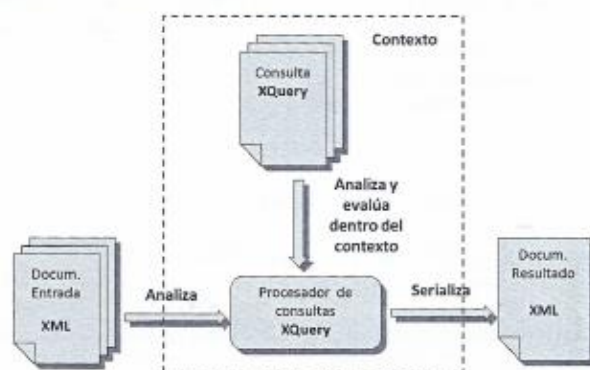 Contexto
Consulta
XQuery
Analiza y
evalúa
dentro del
contexto
Docum.
Entrada
XML
Analiza
Procesador de
consultas
XQuery
Serializa
Docum.
Resultado
XML